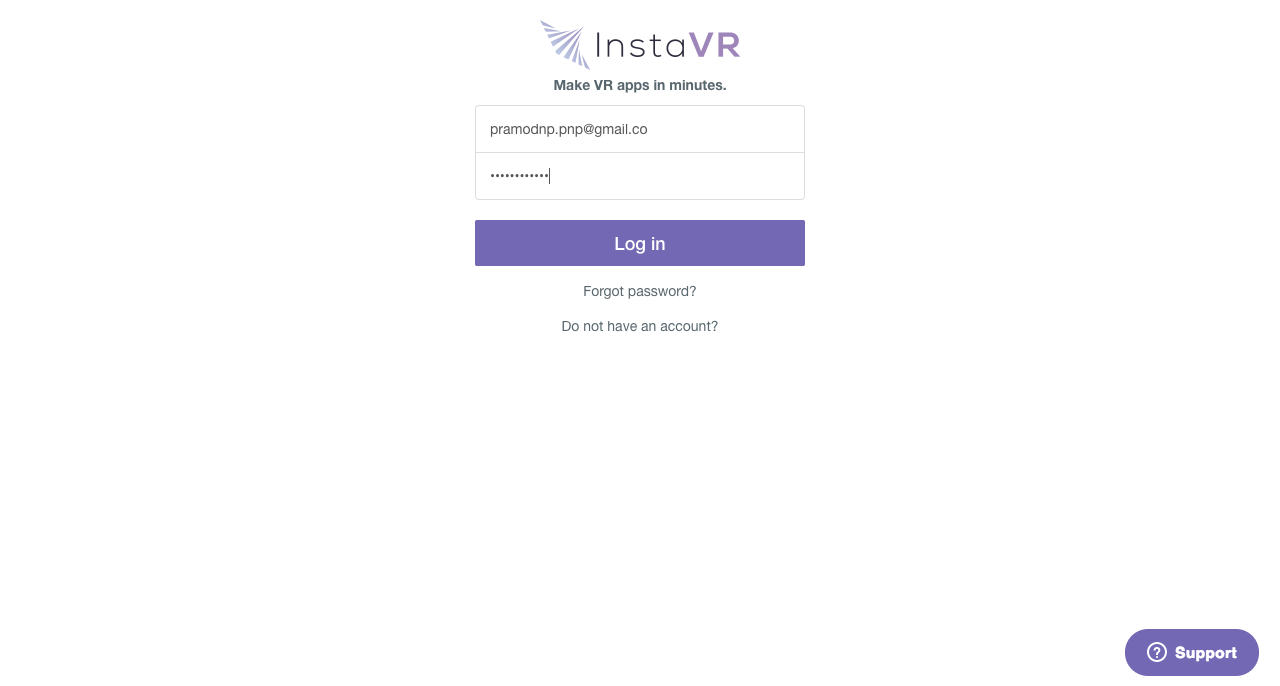 InstaVR
Make VR apps in minutes.
pramodnp.pnp@gmail.co
••••••••••••
Log in
Forgot password?
Do not have an account?
Support